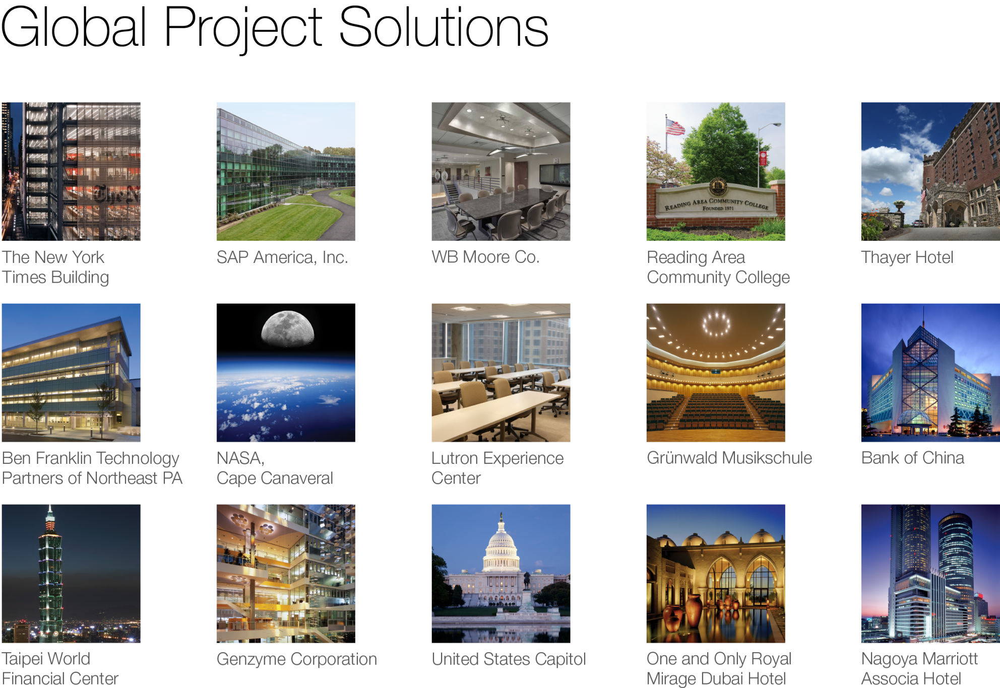 Global Project Solutions
The New York
Times Building
SAP America, Inc.
WB Moore Co.
READING AREA COMMUNITY COLLEGE
FOUNDED 1971
Reading Area
Community College
Thayer Hotel
Ben Franklin Technology
Partners of Northeast PA
NASA,
Cape Canaveral
Lutron Experience
Center
Grünwald Musikschule
Bank of China
Taipei World
Financial Center
Genzyme Corporation
United States Capitol
One and Only Royal
Mirage Dubai Hotel
Nagoya Marriott
Associa Hotel